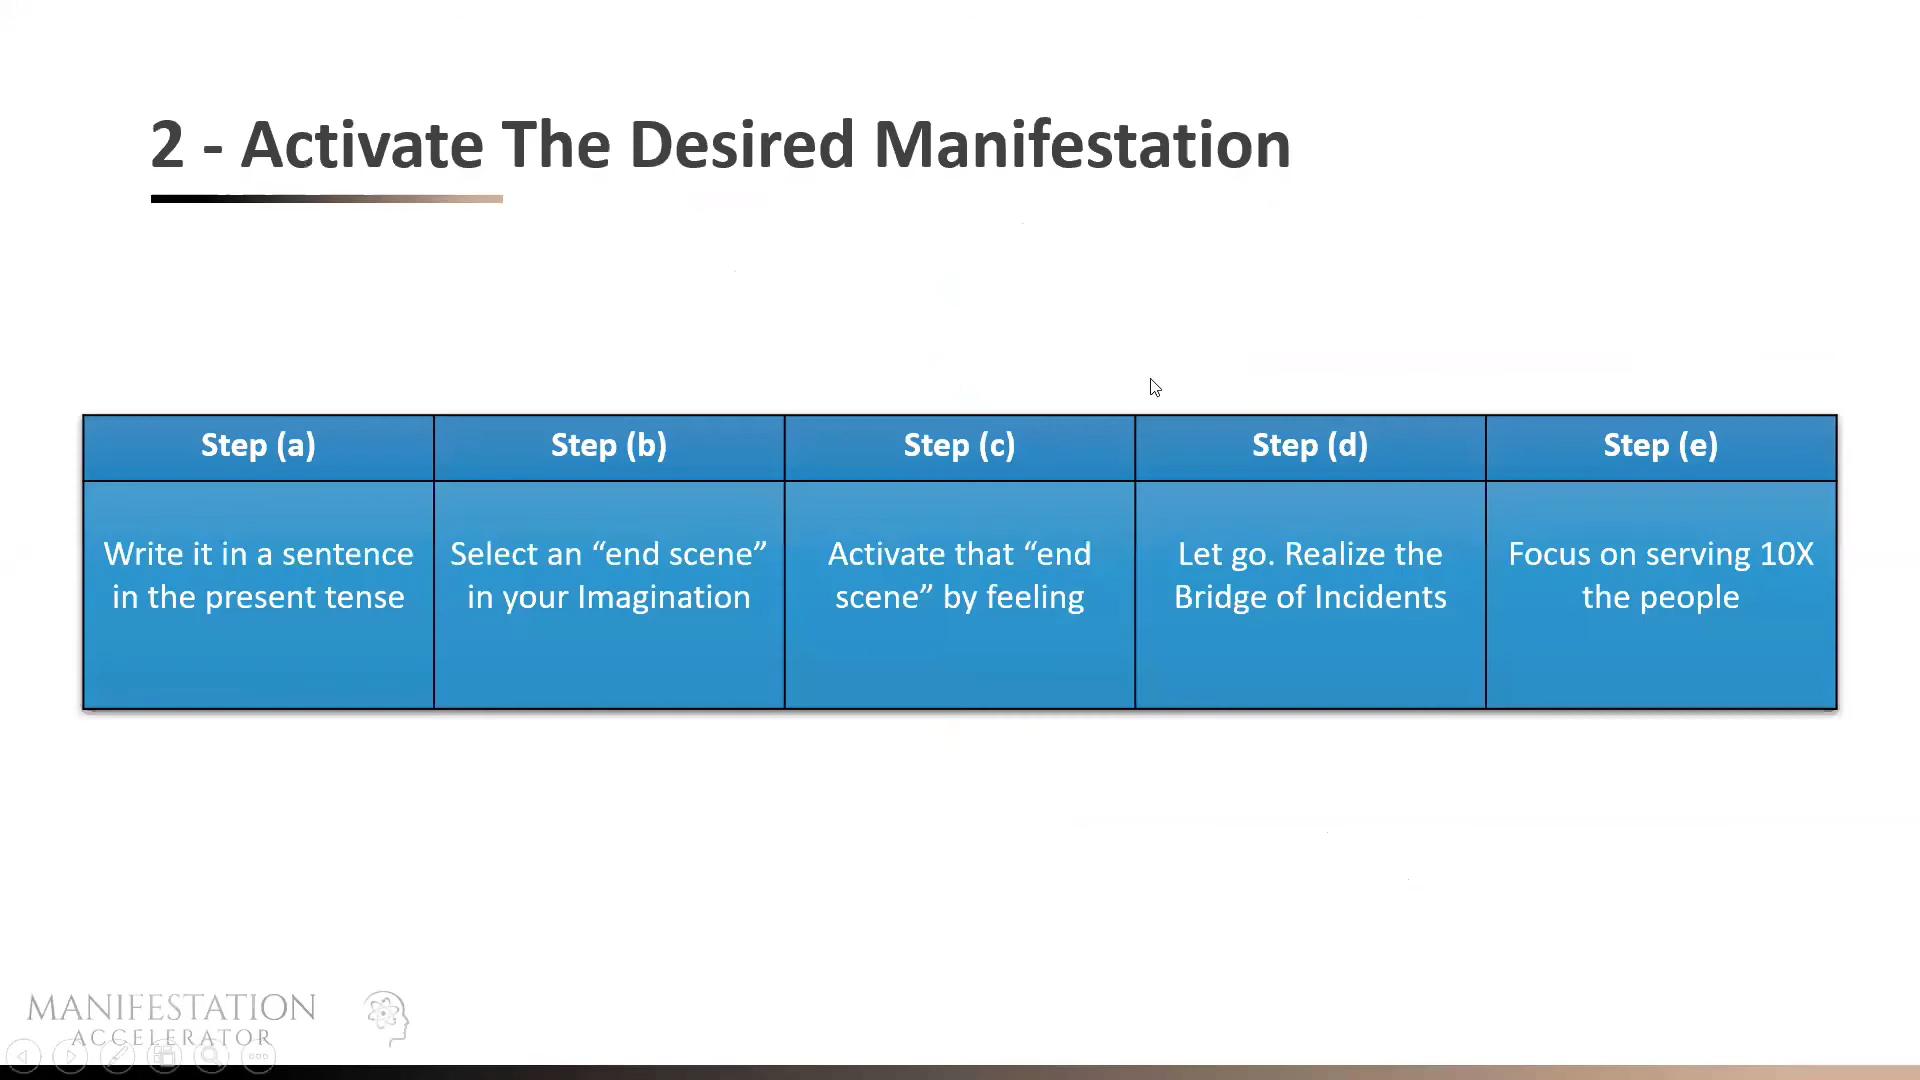 2 - Activate The Desired Manifestation
Step (a)
Step (b)
Step (c)
Step (d)
Step (e)
Write it in a sentence
in the present tense
Select an “end scene”
in your Imagination
Activate that “end
scene” by feeling
Let go. Realize the
Bridge of Incidents
Focus on serving 10X
the people
MANIFESTATION
ACCELERATOR